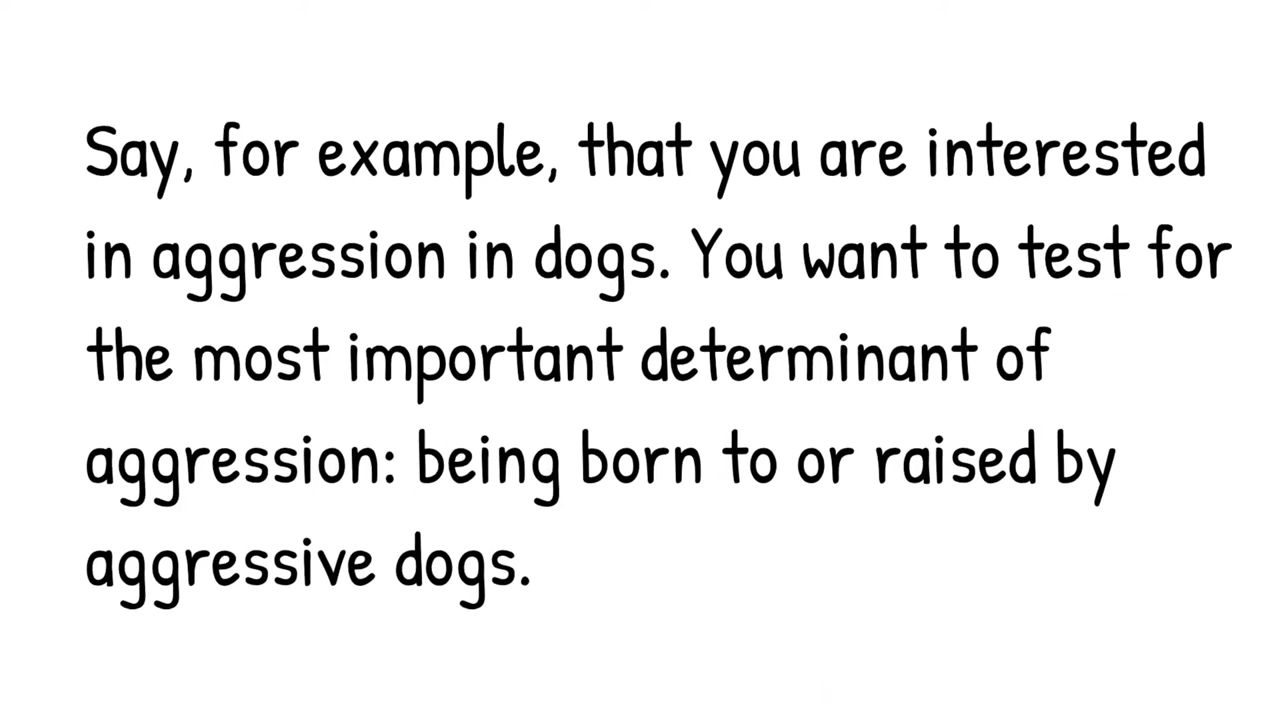 Say, for example, that you are interested
in aggression in dogs. You want to test for
the most important determinant of
aggression: being born to or raised by
aggressive dogs.